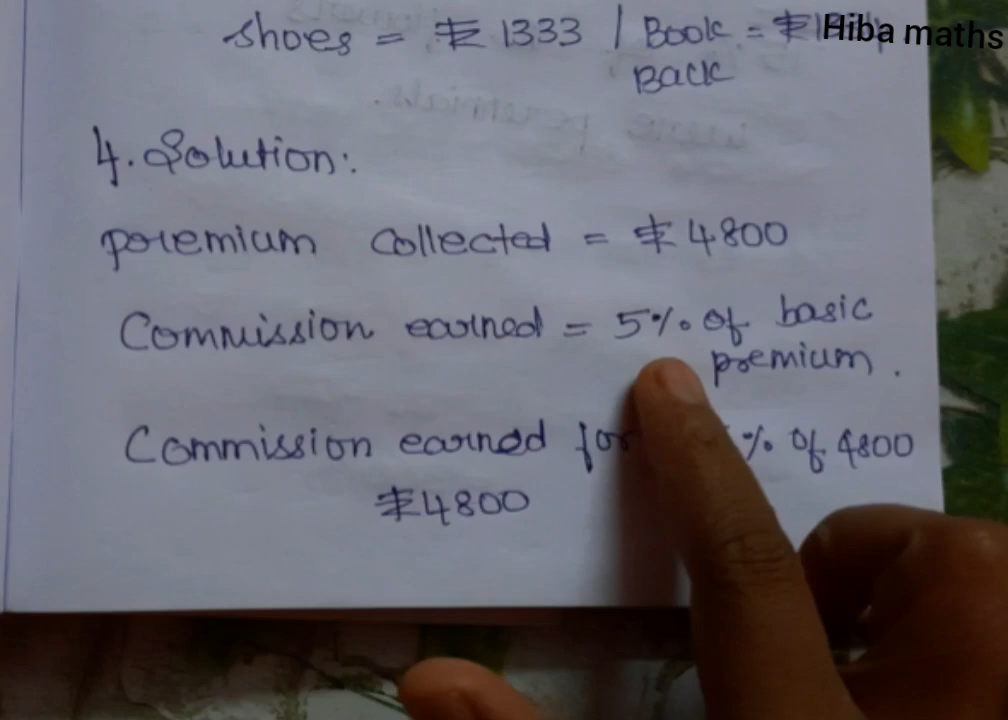 shoes = ₹ 1333 | Book = ₹ Hiba maths
Back
4. Solution:
premium collected = ₹ 4800
Commission earned = 5% of basic
premium.
Commission earned for % of 4800
₹4800